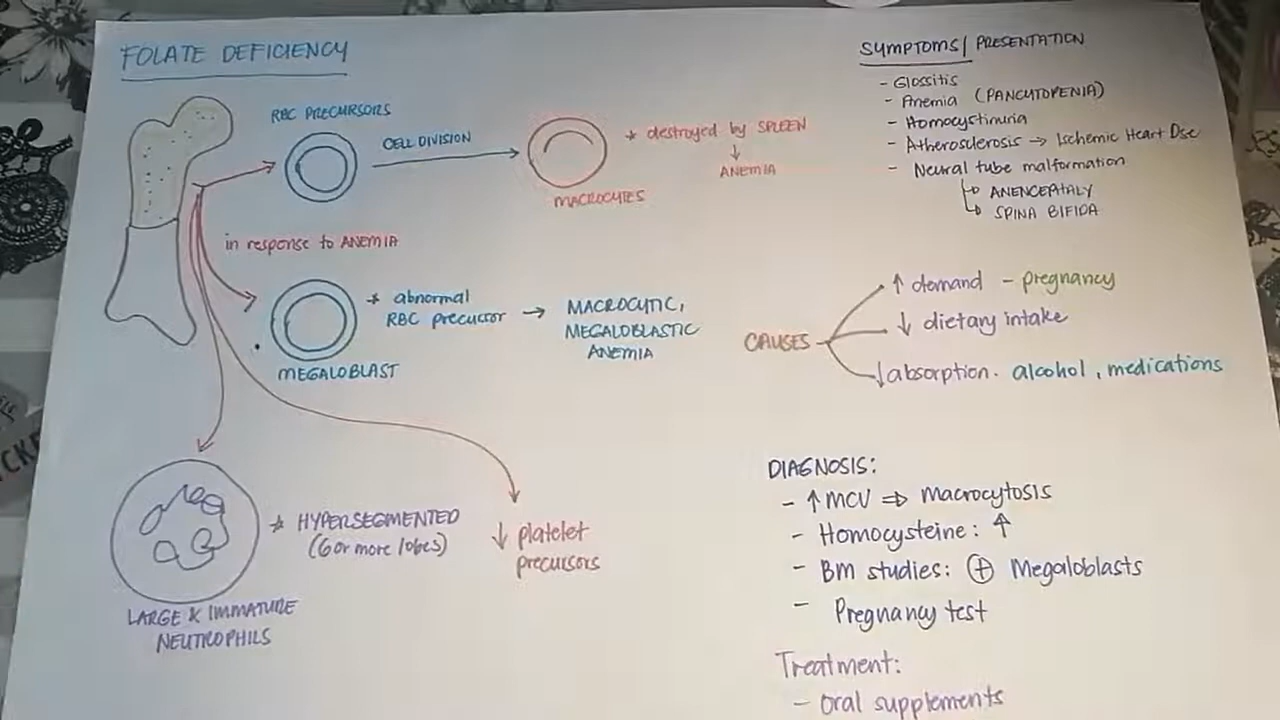 FOLATE DEFICIENCY
RBC PRECURSORS
CELL DIVISION
MACROCYTES
* destroyed by SPLEEN
↓
ANEMIA
in response to ANEMIA
MEGALOBLAST
* abnormal
RBC precursor → MACROCYTIC,
MEGALOBLASTIC
ANEMIA
* HYPERSEGMENTED
(6 or more lobes)
LARGE & IMMATURE
NEUTROPHILS
↓ platelet
precursors
SYMPTOMS/PRESENTATION
- Glossitis
- Anemia (PANCYTOPENIA)
- Homocystinuria
- Atherosclerosis → Ischemic Heart Dse
- Neural tube malformation
↳ ANENCEPHALY
↳ SPINA BIFIDA
CAUSES
↑ demand - pregnancy
↓ dietary intake
↓absorption. alcohol, medications
DIAGNOSIS:
- ↑MCV ⇒ Macrocytosis
- Homocysteine: ↑
- BM studies: ⊕ Megaloblasts
- Pregnancy test
Treatment:
- Oral supplements